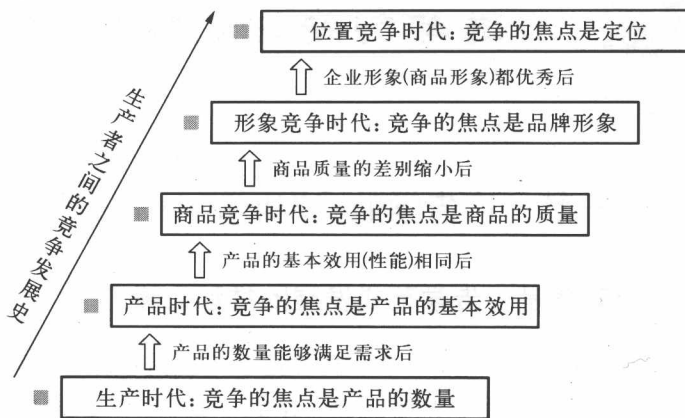 位置竞争时代：竞争的焦点是定位
企业形象(商品形象)都优秀后
形象竞争时代：竞争的焦点是品牌形象
商品质量的差别缩小后
商品竞争时代：竞争的焦点是商品的质量
产品的基本效用(性能)相同后
产品时代：竞争的焦点是产品的基本效用
产品的数量能够满足需求后
生产时代：竞争的焦点是产品的数量
生产者之间的竞争发展史